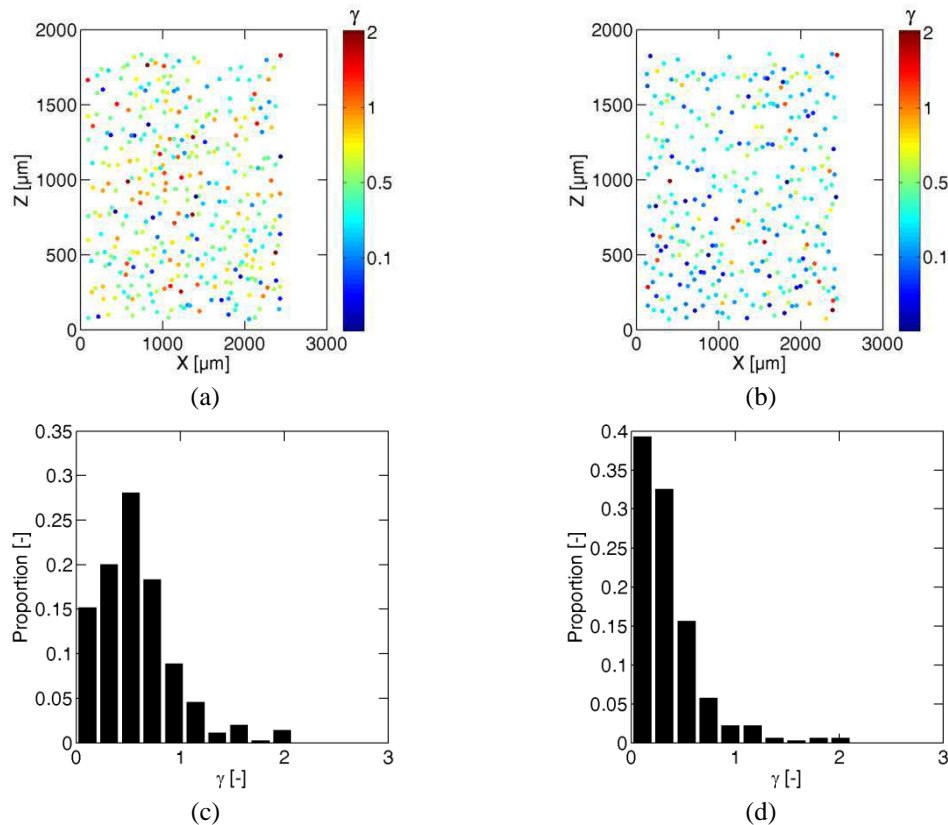 γ
2
1
0.5
0.1
2000
1500
1000
500
0
Z [µm]
0 1000 2000 3000
X [µm]
(a)
γ
2
1
0.5
0.1
2000
1500
1000
500
0
Z [µm]
0 1000 2000 3000
X [µm]
(b)
0.35
0.3
0.25
0.2
0.15
0.1
0.05
0
Proportion [-]
0 1 2 3
γ [-]
(c)
0.4
0.35
0.3
0.25
0.2
0.15
0.1
0.05
0
Proportion [-]
0 1 2 3
γ [-]
(d)